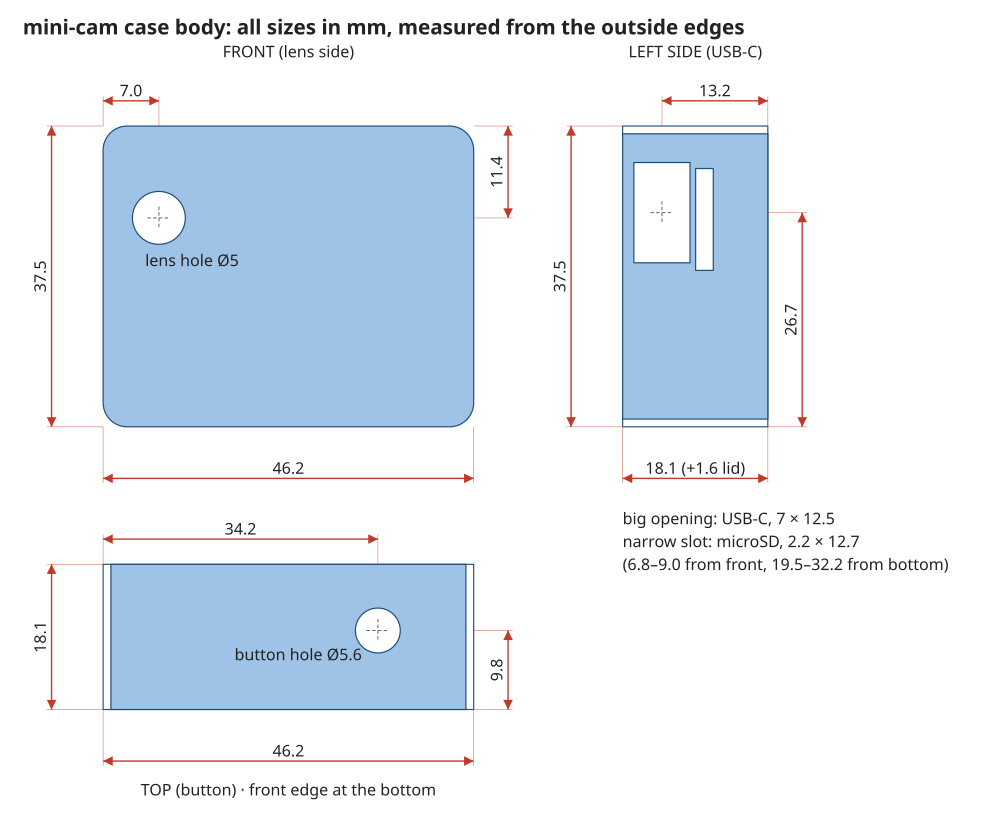 mini-cam case body: all sizes in mm, measured from the outside edges
FRONT (lens side)
LEFT SIDE (USB-C)
7.0
13.2
11.4
lens hole Ø5
37.5
37.5
26.7
46.2
18.1 (+1.6 lid)
big opening: USB-C, 7 × 12.5
narrow slot: microSD, 2.2 × 12.7
(6.8–9.0 from front, 19.5–32.2 from bottom)
34.2
18.1
button hole Ø5.6
9.8
46.2
TOP (button) · front edge at the bottom